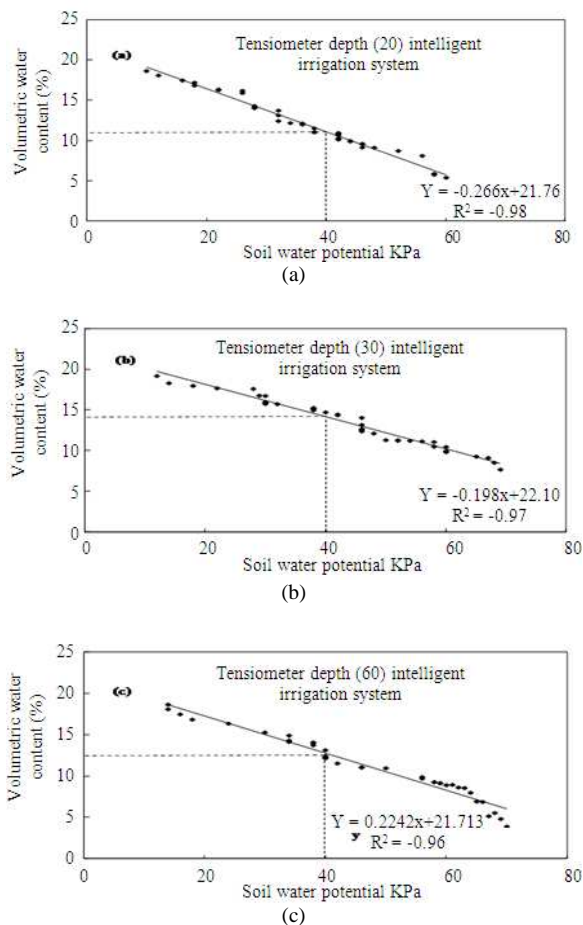 (a)
Tensiometer depth (20) intelligent
irrigation system
Volumetric water
content (%)
25
20
15
10
5
0
Y = -0.266x+21.76
R² = -0.98
0 20 40 60 80
Soil water potential KPa
(a)
(b)
Tensiometer depth (30) intelligent
irrigation system
Volumetric water
content (%)
25
20
15
10
5
0
Y = -0.198x+22.10
R² = -0.97
0 20 40 60 80
Soil water potential KPa
(b)
(c)
Tensiometer depth (60) intelligent
irrigation system
Volumetric water
content (%)
25
20
15
10
5
0
Y = 0.2242x+21.713
y R² = -0.96
0 20 40 60 80
Soil water potential KPa
(c)